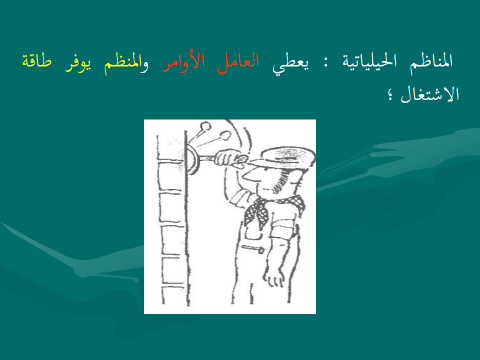 المناظم الحيلياتية : يعطي العامل الأوامر والمنظم يوفر طاقة
الاشتغال ؛